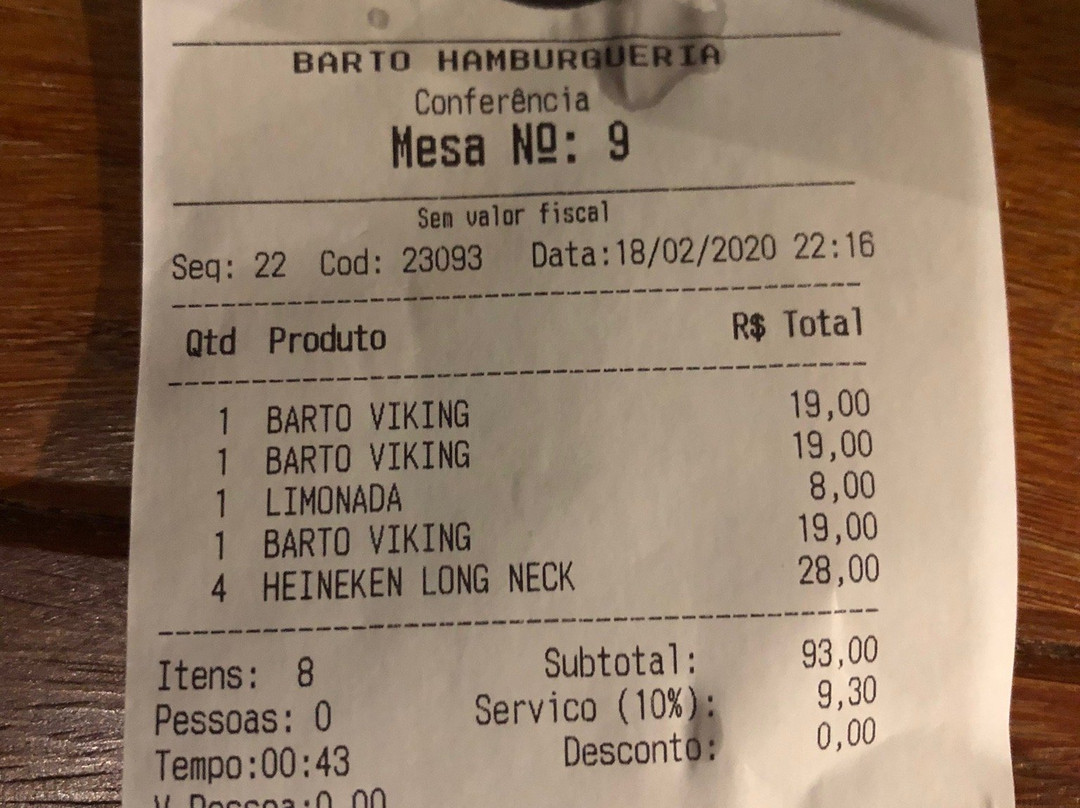 BARTO HAMBURGUERIA
Conferência
Mesa Nº: 9
Sem valor fiscal
Seq: 22 Cod: 23093 Data:18/02/2020 22:16
Qtd Produto R$ Total
1 BARTO VIKING 19,00
1 BARTO VIKING 19,00
1 LIMONADA 8,00
1 BARTO VIKING 19,00
4 HEINEKEN LONG NECK 28,00
Itens: 8 Subtotal: 93,00
Pessoas: 0 Servico (10%): 9,30
Tempo:00:43 Desconto: 0,00